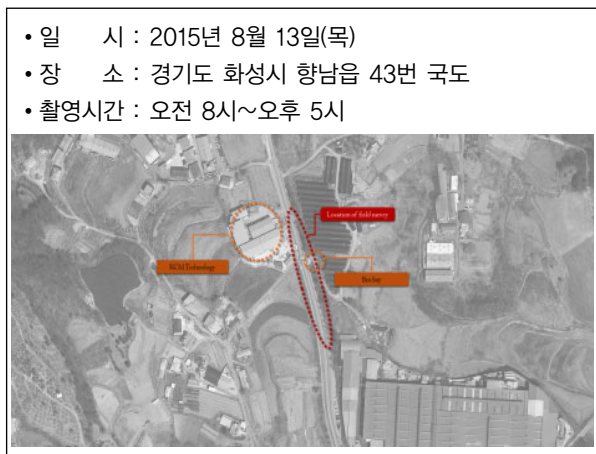 • 일 시 : 2015년 8월 13일(목)
• 장 소 : 경기도 화성시 향남읍 43번 국도
• 촬영시간 : 오전 8시~오후 5시
Location of field survey
KCM Technology
Bus bay